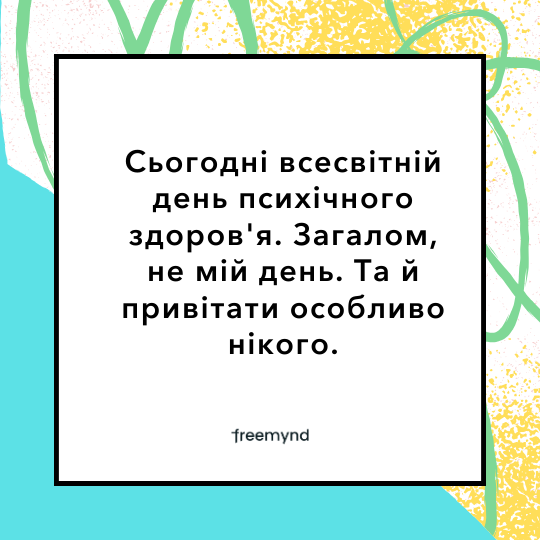 Сьогодні всесвітній
день психічного
здоров'я. Загалом,
не мій день. Та й
привітати особливо
нікого.
freemynd